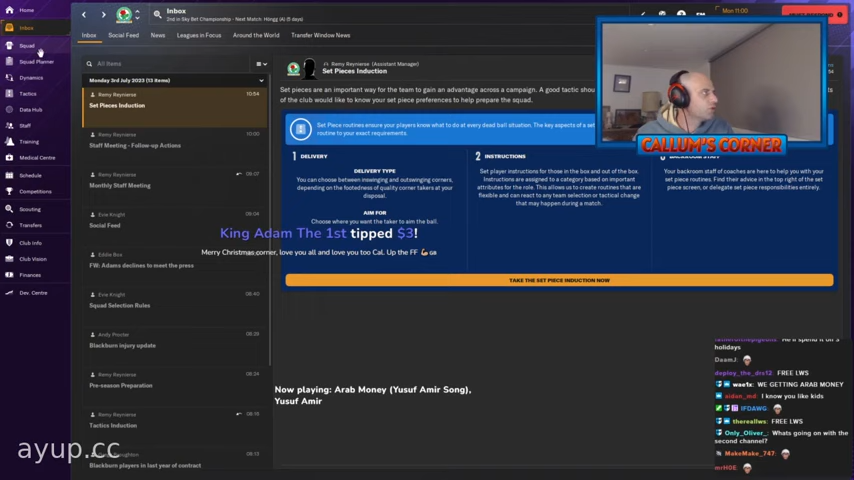 Home
Inbox
Squad
Squad Planner
Dynamics
Tactics
Data Hub
Staff
Training
Medical Centre
Schedule
Competitions
Scouting
Transfers
Club Info
Club Vision
Finances
Dev. Centre
Inbox
2nd in Sky Bet Championship - Next Match: Höngg (A) (5 days)
Mon 11:00
Inbox
Social Feed
News
Leagues in Focus
Around the World
Transfer Window News
All Items
Monday 3rd July 2023 (13 items)
Remy Reynierse 10:54
Set Pieces Induction
Remy Reynierse 10:00
Staff Meeting - Follow-up Actions
Remy Reynierse 09:07
Monthly Staff Meeting
Evie Knight 09:04
Social Feed
Eddie Box
FW: Adams declines to meet the press
Evie Knight 08:40
Squad Selection Rules
Andy Procter 08:39
Blackburn injury update
Remy Reynierse 08:24
Pre-season Preparation
Remy Reynierse 08:19
Tactics Induction
Blackburn players in last year of contract
Remy Reynierse (Assistant Manager)
Set Pieces Induction
Set pieces are an important way for the team to gain an advantage across a campaign. A good tactic shou
of the club would like to know your set piece preferences to help prepare the squad.
Set Piece routines ensure your players know what to do at every dead ball situation. The key aspects of a set
routine to your exact requirements.
1 DELIVERY
DELIVERY TYPE
You can choose between inswinging and outswinging corners,
depending on the footedness of quality corner takers at your
disposal.
AIM FOR
Choose where you want the taker to aim the ball.
2 INSTRUCTIONS
Set player instructions for those in the box and out of the box.
Instructions are assigned to a category based on important
attributes for the role. This allows us to create routines that are
flexible and can react to any team selection or tactical change
that may happen during a match.
Your backroom staff of coaches are here to help you with your
set piece routines. Find their advice in the top right of the set
piece screen, or delegate set piece responsibilities entirely.
TAKE THE SET PIECE INDUCTION NOW
CALLUM'S CORNER
King Adam The 1st tipped $3!
Merry Christmas corner, love you all and love you too Cal. Up the FF 💪 GB
Now playing: Arab Money (Yusuf Amir Song),
Yusuf Amir
holidays
DaamJ:
deploy_the_drs12: FREE LWS
waetx: WE GETTING ARAB MONEY
aiden_md: I know you like kids
IFDAWG:
thereallws: FREE LWS
Only_Oliver_: Whats going on with the
second channel?
MakeMake_747:
mrH0E:
ayup.cc